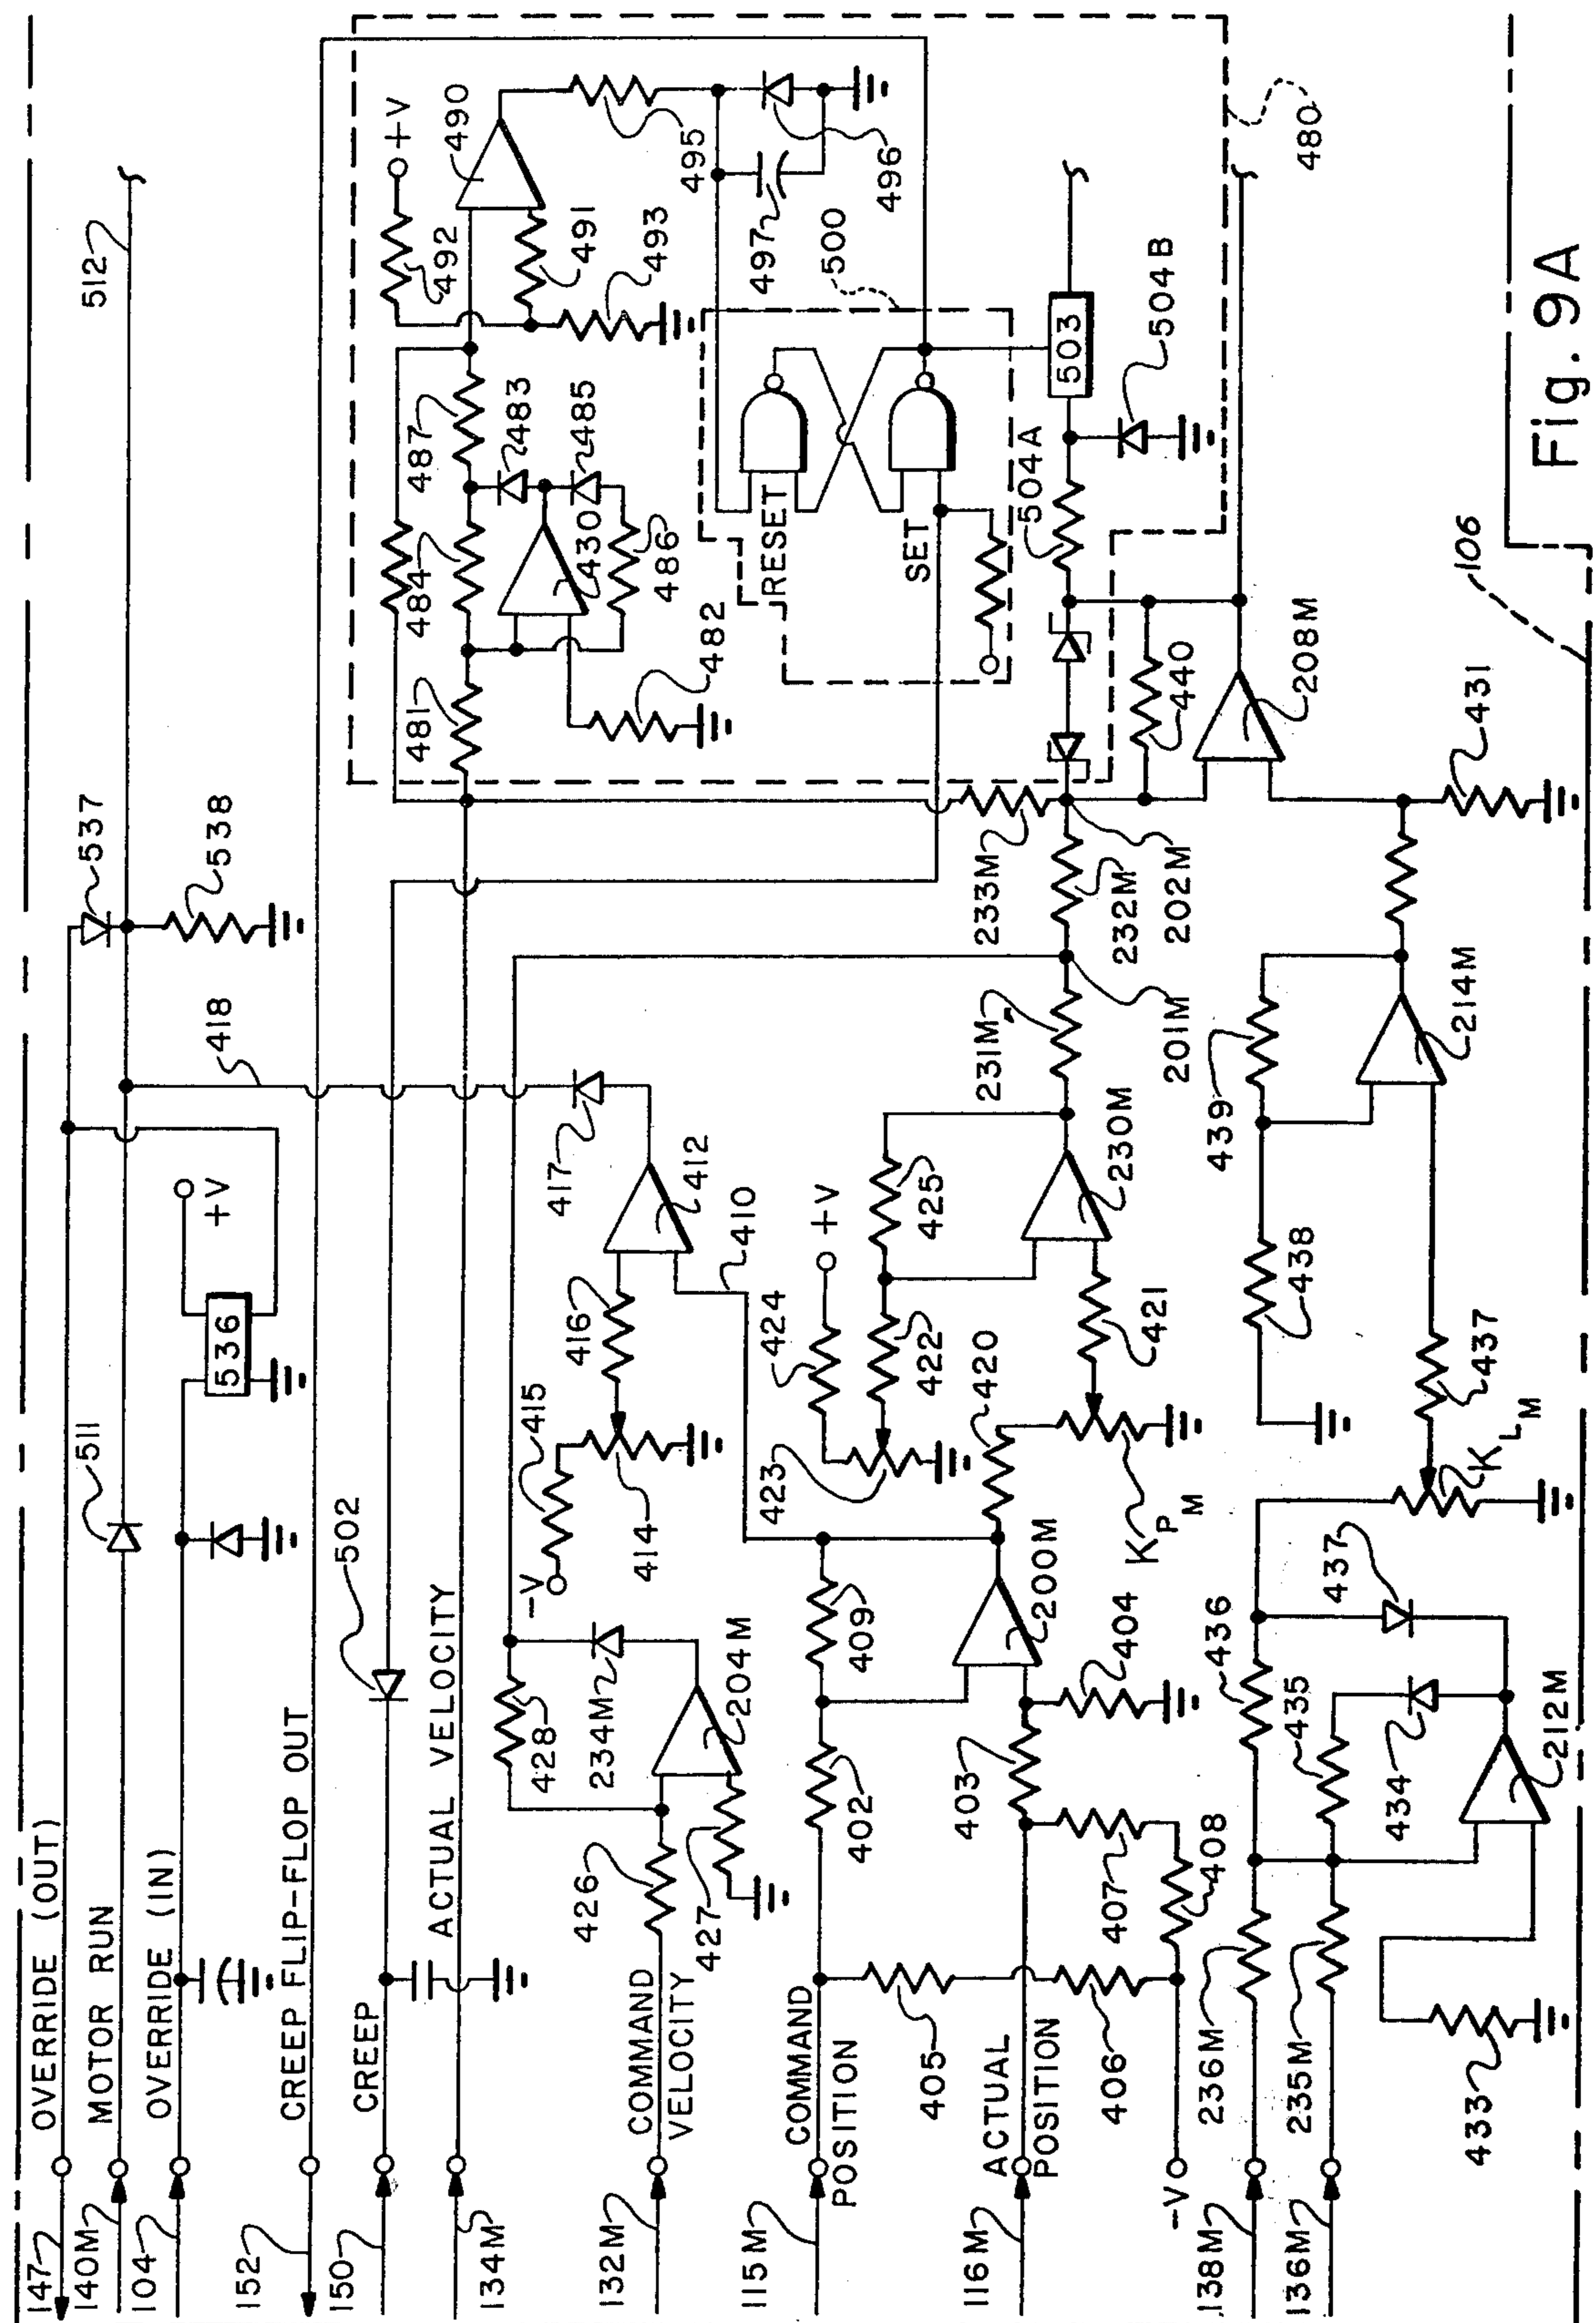 147
OVERRIDE (OUT)
140M
MOTOR RUN
104
OVERRIDE (IN)
152
CREEP FLIP-FLOP OUT
150
CREEP
134M
ACTUAL VELOCITY
132M
COMMAND
VELOCITY
115M
COMMAND
POSITION
116M
ACTUAL
POSITION
-V
138M
136M
511
536
+V
418
537
538
512
502
426
427
428
234M
204M
-V
415
414
416
417
412
410
402
409
403
404
405
406
407
408
200M
423
424
+V
422
425
420
421
K P M
230M
231M
201M
232M
233M
202M
236M
235M
433
434
435
436
437
212M
K L M
437
438
439
214M
431
440
208M
481
482
484
430
486
483
485
487
492
+V
490
491
493
495
496
497
500
RESET
SET
503
504A
504B
480
106
Fig. 9A